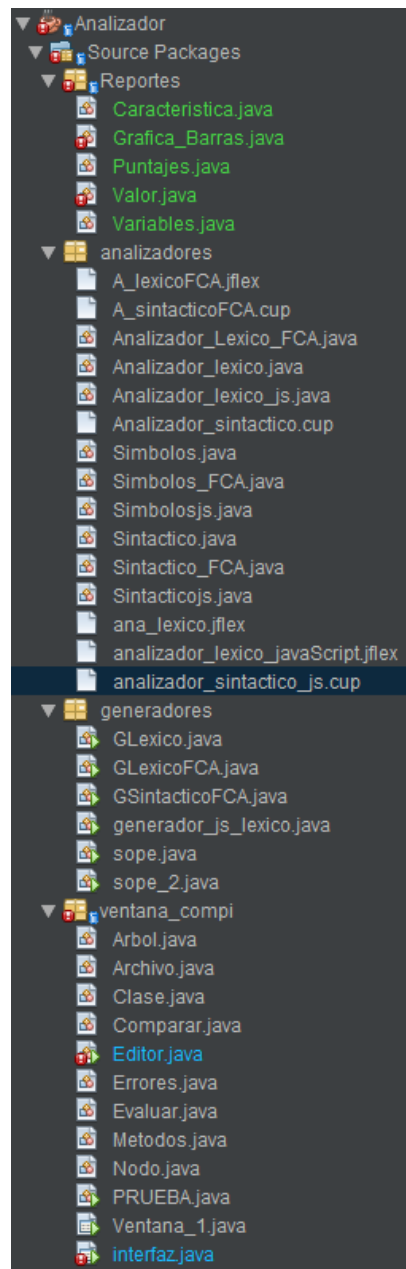 Analizador
Source Packages
Reportes
Caracteristica.java
Grafica_Barras.java
Puntajes.java
Valor.java
Variables.java
analizadores
A_lexicoFCA.jflex
A_sintacticoFCA.cup
Analizador_Lexico_FCA.java
Analizador_lexico.java
Analizador_lexico_js.java
Analizador_sintactico.cup
Simbolos.java
Simbolos_FCA.java
Simbolosjs.java
Sintactico.java
Sintactico_FCA.java
Sintacticojs.java
ana_lexico.jflex
analizador_lexico_javaScript.jflex
analizador_sintactico_js.cup
generadores
GLexico.java
GLexicoFCA.java
GSintacticoFCA.java
generador_js_lexico.java
sope.java
sope_2.java
ventana_compi
Arbol.java
Archivo.java
Clase.java
Comparar.java
Editor.java
Errores.java
Evaluar.java
Metodos.java
Nodo.java
PRUEBA.java
Ventana_1.java
interfaz.java